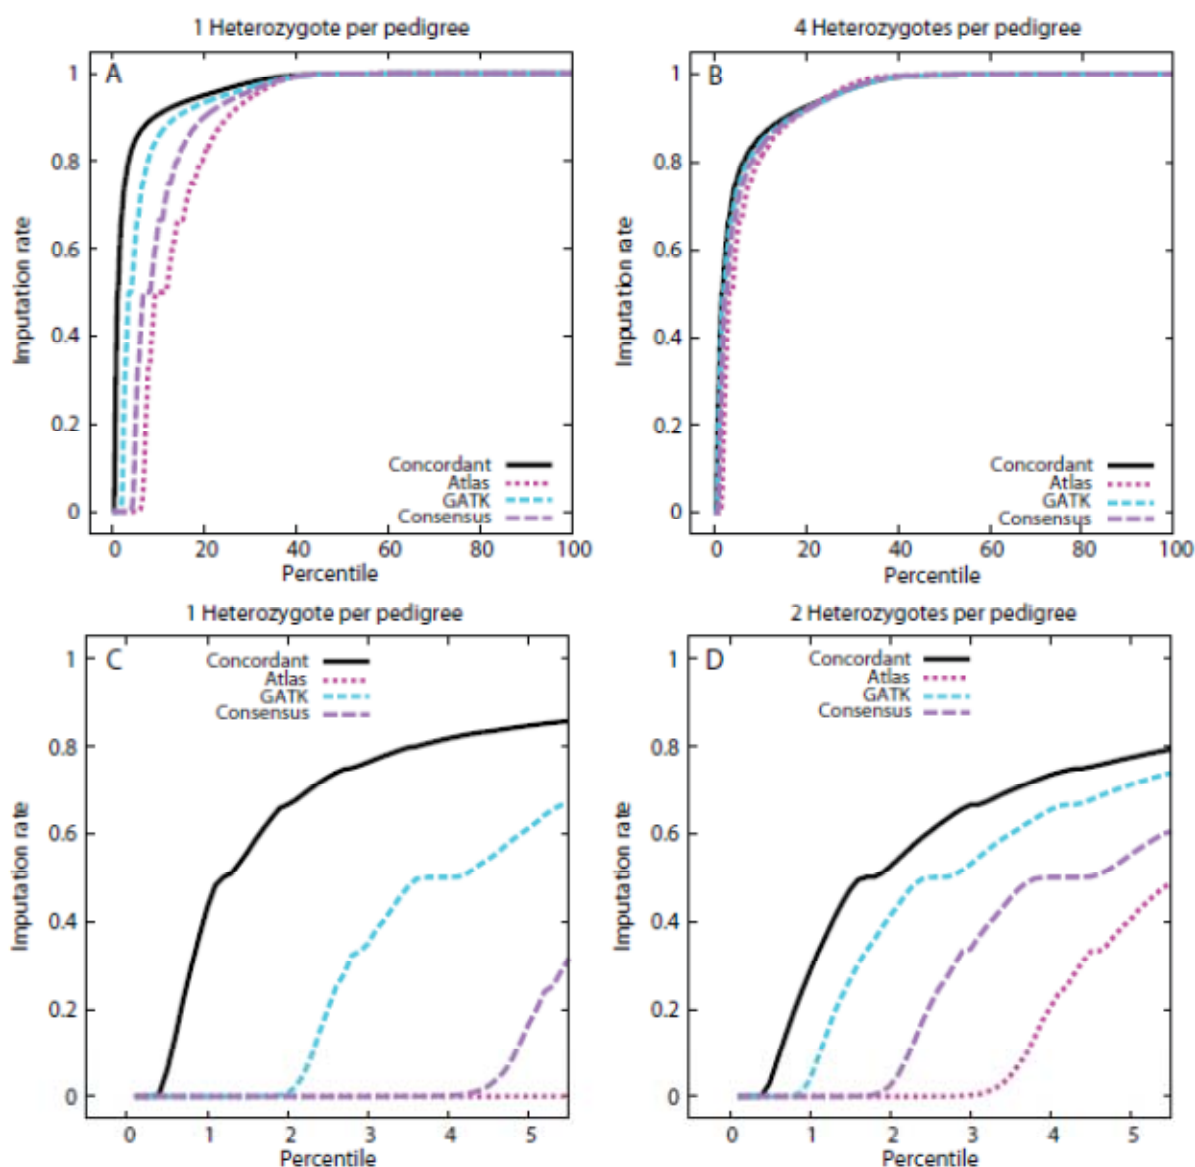 1 Heterozygote per pedigree
A
1
0.8
0.6
0.4
0.2
0
Imputation rate
Concordant
Atlas
GATK
Consensus
0 20 40 60 80 100
Percentile
4 Heterozygotes per pedigree
B
1
0.8
0.6
0.4
0.2
0
Imputation rate
Concordant
Atlas
GATK
Consensus
0 20 40 60 80 100
Percentile
1 Heterozygote per pedigree
C
Concordant
Atlas
GATK
Consensus
1
0.8
0.6
0.4
0.2
0
Imputation rate
0 1 2 3 4 5
Percentile
2 Heterozygotes per pedigree
D
Concordant
Atlas
GATK
Consensus
1
0.8
0.6
0.4
0.2
0
Imputation rate
0 1 2 3 4 5
Percentile